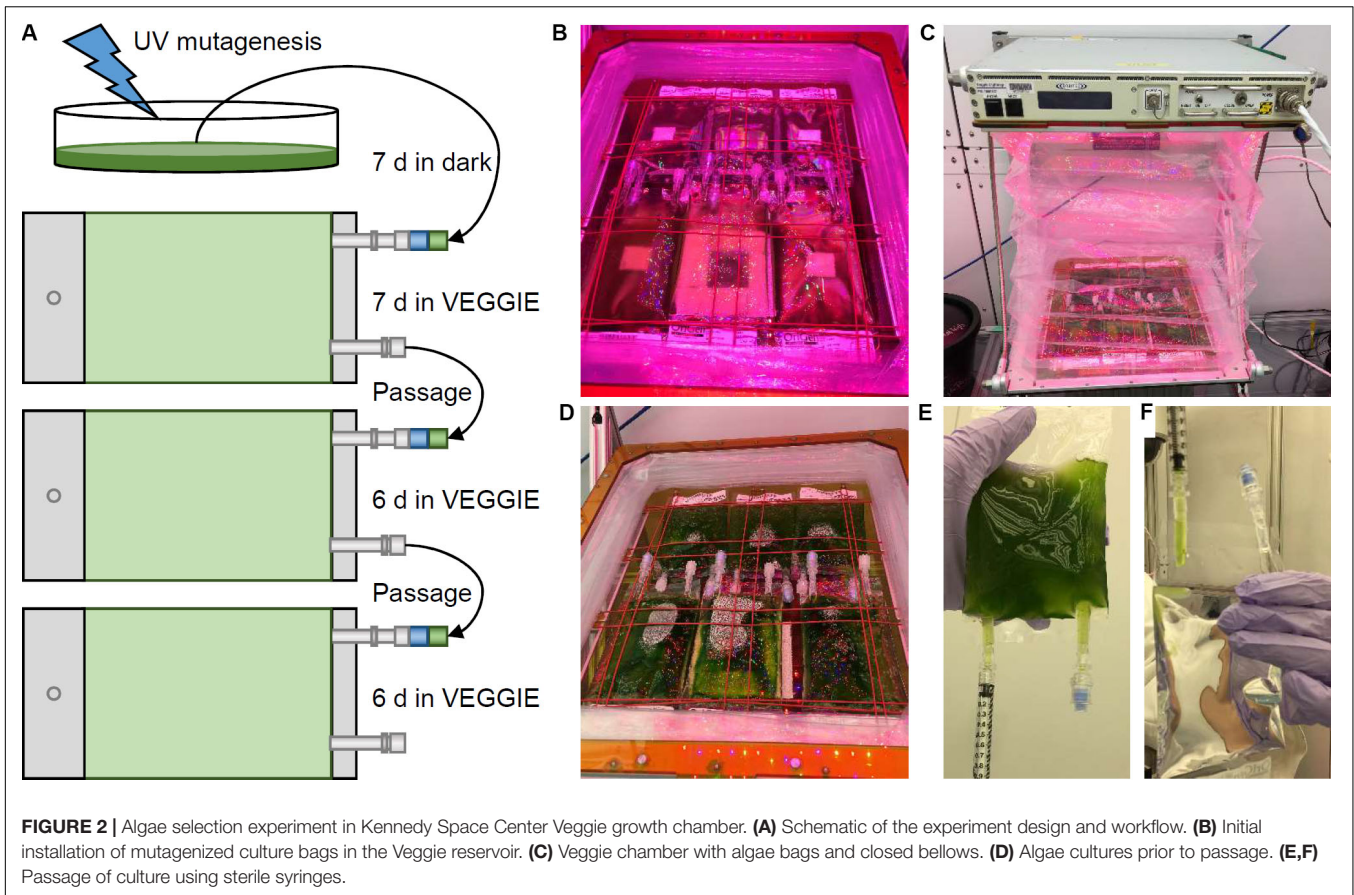 A
UV mutagenesis
7 d in dark
7 d in VEGGIE
Passage
6 d in VEGGIE
Passage
6 d in VEGGIE
B
C
D
E
F
FIGURE 2 | Algae selection experiment in Kennedy Space Center Veggie growth chamber. (A) Schematic of the experiment design and workflow. (B) Initial
installation of mutagenized culture bags in the Veggie reservoir. (C) Veggie chamber with algae bags and closed bellows. (D) Algae cultures prior to passage. (E,F)
Passage of culture using sterile syringes.